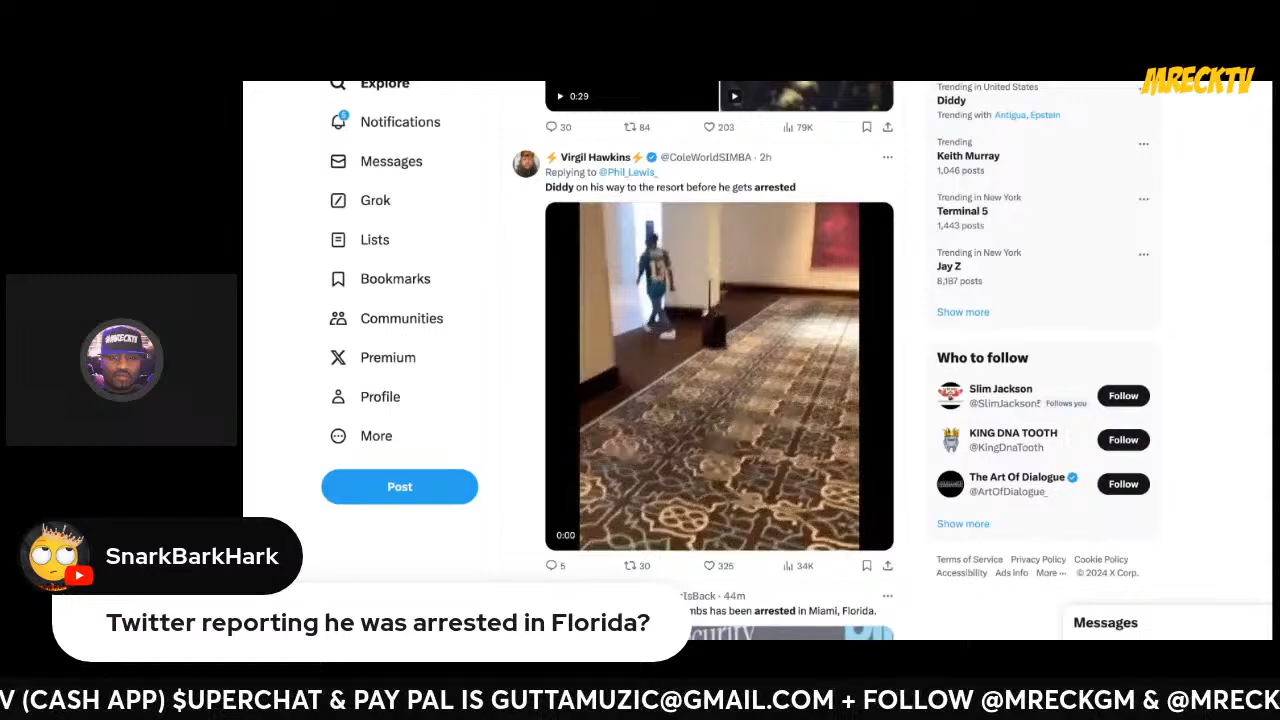 MRECKTV
Explore
5
Notifications
Messages
Grok
Lists
Bookmarks
Communities
Premium
Profile
More
Post
0:29
30 84 203 79K
⚡ Virgil Hawkins⚡ @ColeWorldSIMBA · 2h
Replying to @Phil_Lewis_
Diddy on his way to the resort before he gets arrested
0:00
5 30 325 34K
rIsBack · 44m
mbs has been arrested in Miami, Florida.
Trending in United States
Diddy
Trending with Antigua, Epstein
Trending
Keith Murray
1,046 posts
Trending in New York
Terminal 5
1,443 posts
Trending in New York
Jay Z
8,187 posts
Show more
Who to follow
Slim Jackson
Follows you
Follow
KING DNA TOOTH
@KingDnaTooth
Follow
The Art Of Dialogue
@ArtOfDialogue_
Follow
Show more
Terms of Service Privacy Policy Cookie Policy
Accessibility Ads info More ··· © 2024 X Corp.
Messages
SnarkBarkHark
Twitter reporting he was arrested in Florida?
V (CASH APP) $UPERCHAT & PAY PAL IS GUTTAMUZIC@GMAIL.COM + FOLLOW @MRECKGM & @MRECK